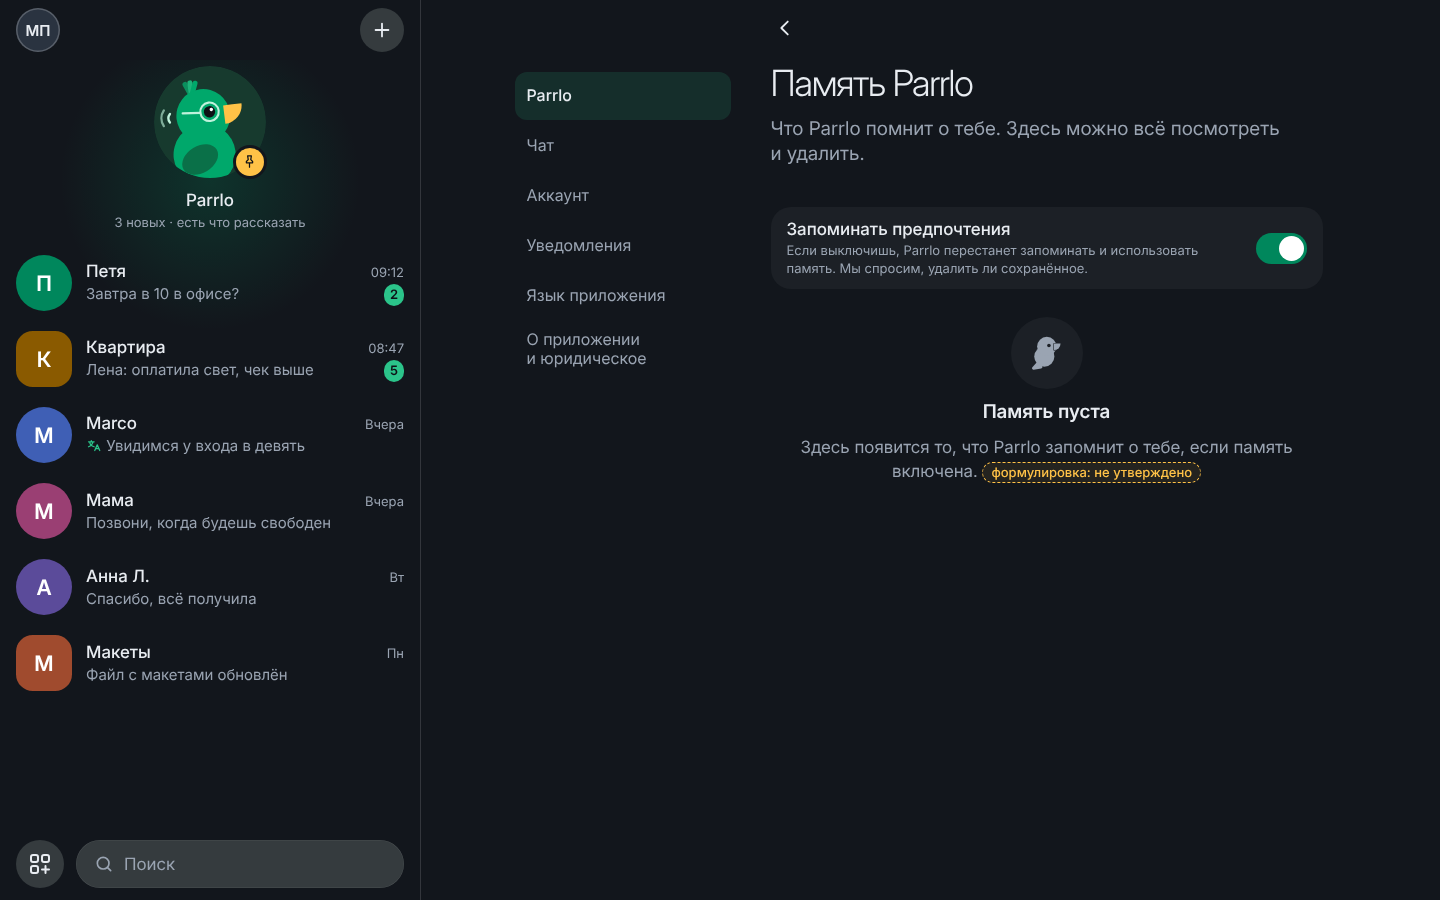 МП
Parrlo
3 новых · есть что рассказать
Петя
09:12
Завтра в 10 в офисе?
2
П
Квартира
08:47
Лена: оплатила свет, чек выше
5
К
Marco
Вчера
Увидимся у входа в девять
M
Мама
Вчера
Позвони, когда будешь свободен
М
Анна Л.
Вт
Спасибо, всё получила
А
Макеты
Пн
Файл с макетами обновлён
М
Поиск
Parrlo
Чат
Аккаунт
Уведомления
Язык приложения
О приложении
и юридическое
Память Parrlo
Что Parrlo помнит о тебе. Здесь можно всё посмотреть
и удалить.
Запоминать предпочтения
Если выключишь, Parrlo перестанет запоминать и использовать
память. Мы спросим, удалить ли сохранённое.
Память пуста
Здесь появится то, что Parrlo запомнит о тебе, если память
включена. формулировка: не утверждено